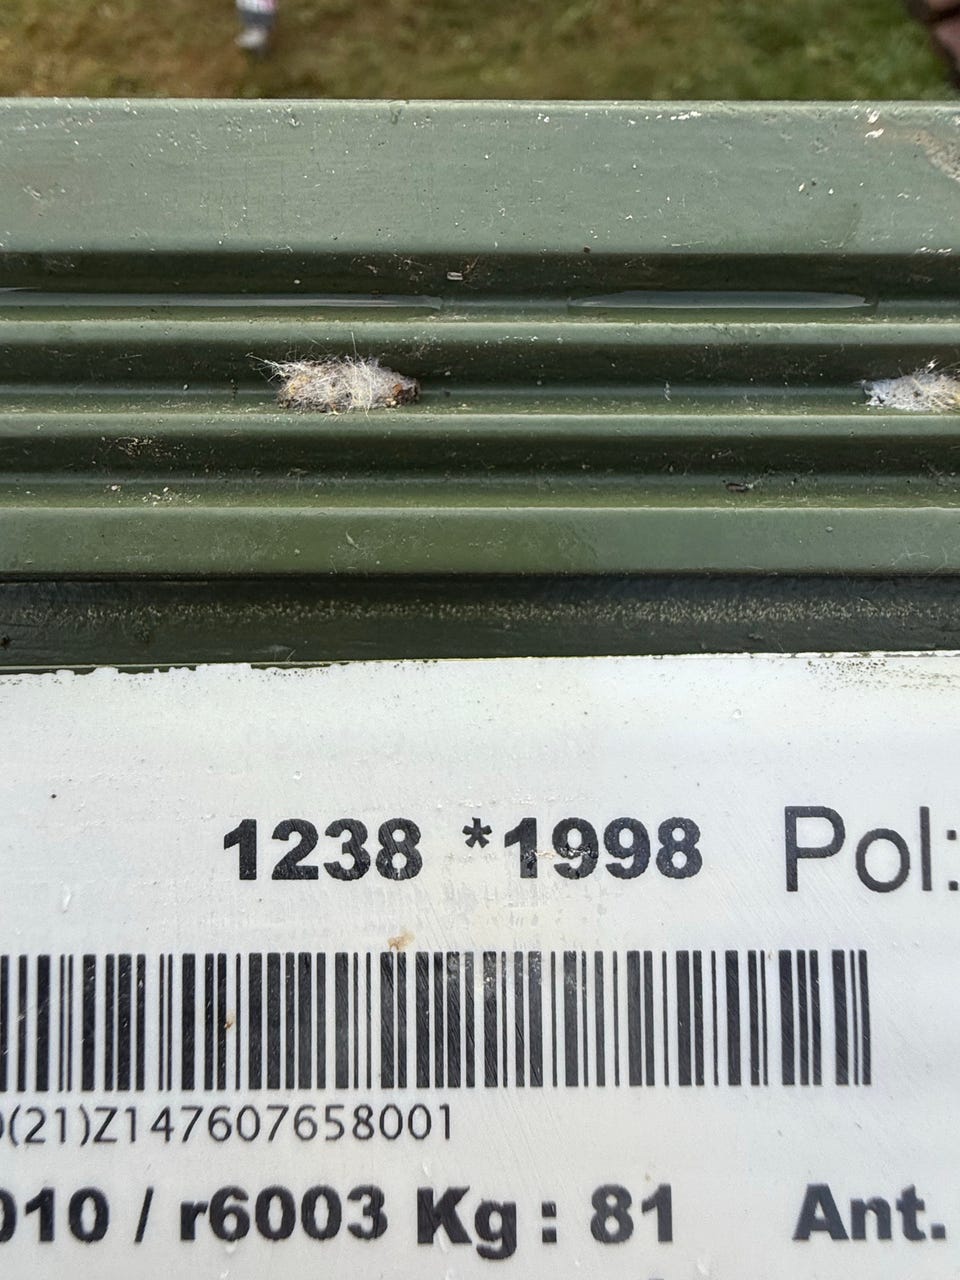 1238 *1998 Pol:
(21)Z147607658001
010 / r6003 Kg : 81 Ant.